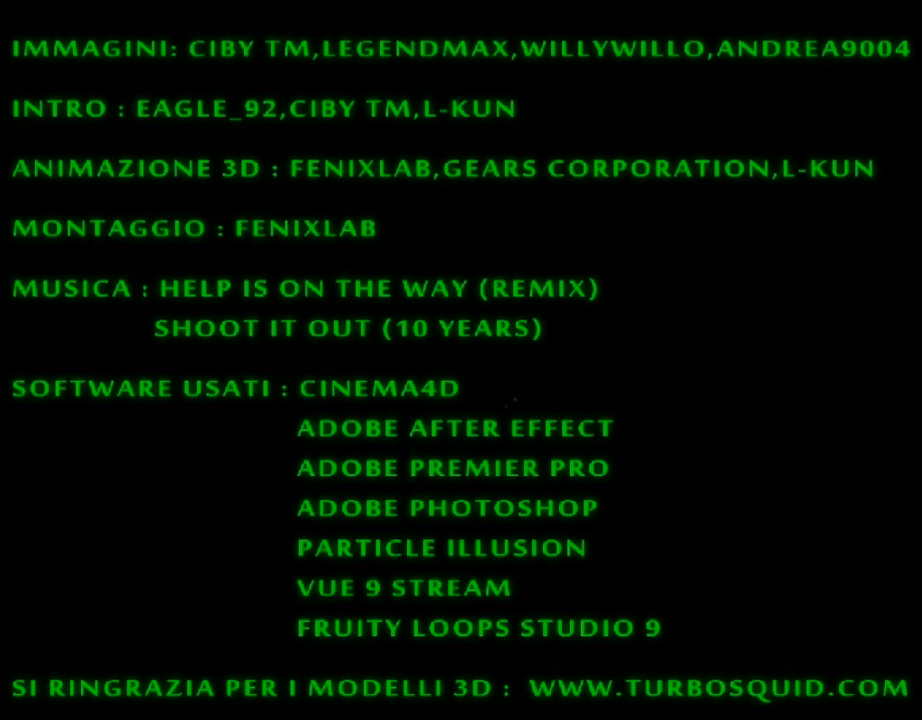 IMMAGINI: CIBY TM,LEGENDMAX,WILLYWILLO,ANDREA9004
INTRO : EAGLE_92,CIBY TM,L-KUN
ANIMAZIONE 3D : FENIXLAB,GEARS CORPORATION,L-KUN
MONTAGGIO : FENIXLAB
MUSICA : HELP IS ON THE WAY (REMIX)
SHOOT IT OUT (10 YEARS)
SOFTWARE USATI : CINEMA4D
ADOBE AFTER EFFECT
ADOBE PREMIER PRO
ADOBE PHOTOSHOP
PARTICLE ILLUSION
VUE 9 STREAM
FRUITY LOOPS STUDIO 9
SI RINGRAZIA PER I MODELLI 3D : WWW.TURBOSQUID.COM